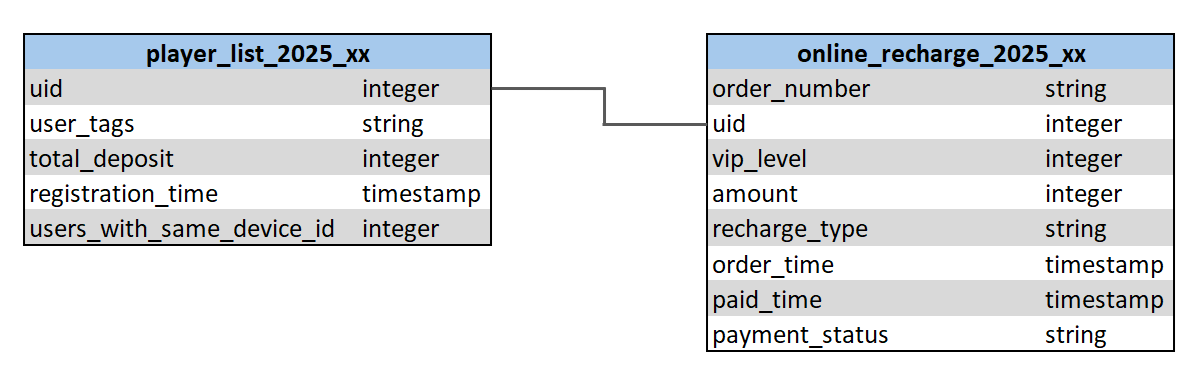 player_list_2025_xx
uid integer
user_tags string
total_deposit integer
registration_time timestamp
users_with_same_device_id integer
online_recharge_2025_xx
order_number string
uid integer
vip_level integer
amount integer
recharge_type string
order_time timestamp
paid_time timestamp
payment_status string